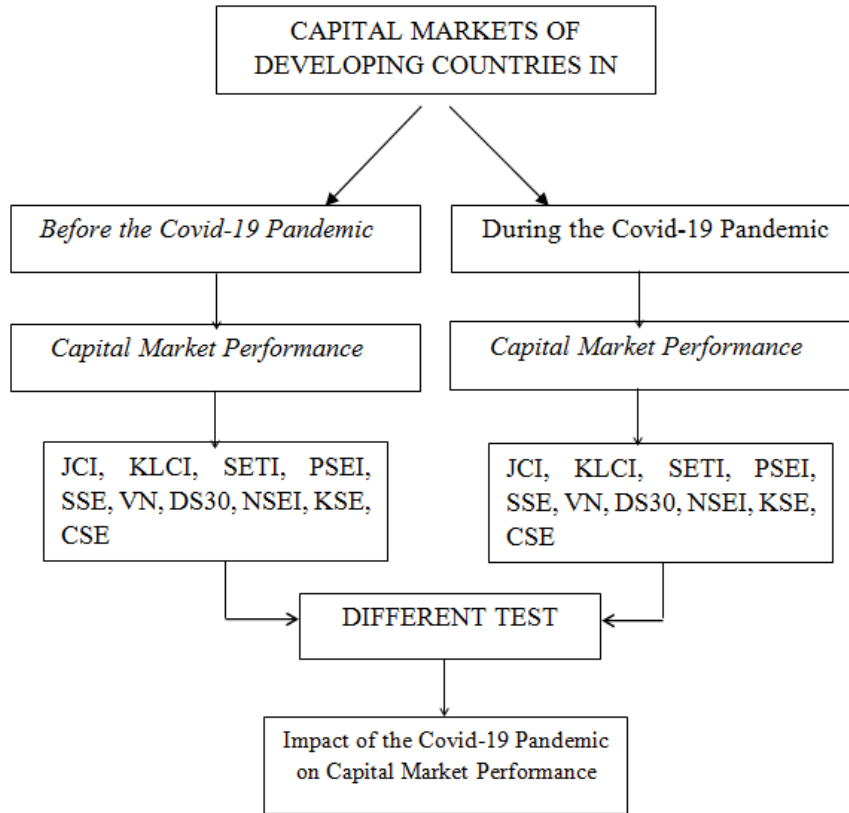 CAPITAL MARKETS OF
DEVELOPING COUNTRIES IN
Before the Covid-19 Pandemic
During the Covid-19 Pandemic
Capital Market Performance
Capital Market Performance
JCI, KLCI, SETI, PSEI,
SSE, VN, DS30, NSEI, KSE,
CSE
JCI, KLCI, SETI, PSEI,
SSE, VN, DS30, NSEI, KSE,
CSE
DIFFERENT TEST
Impact of the Covid-19 Pandemic
on Capital Market Performance